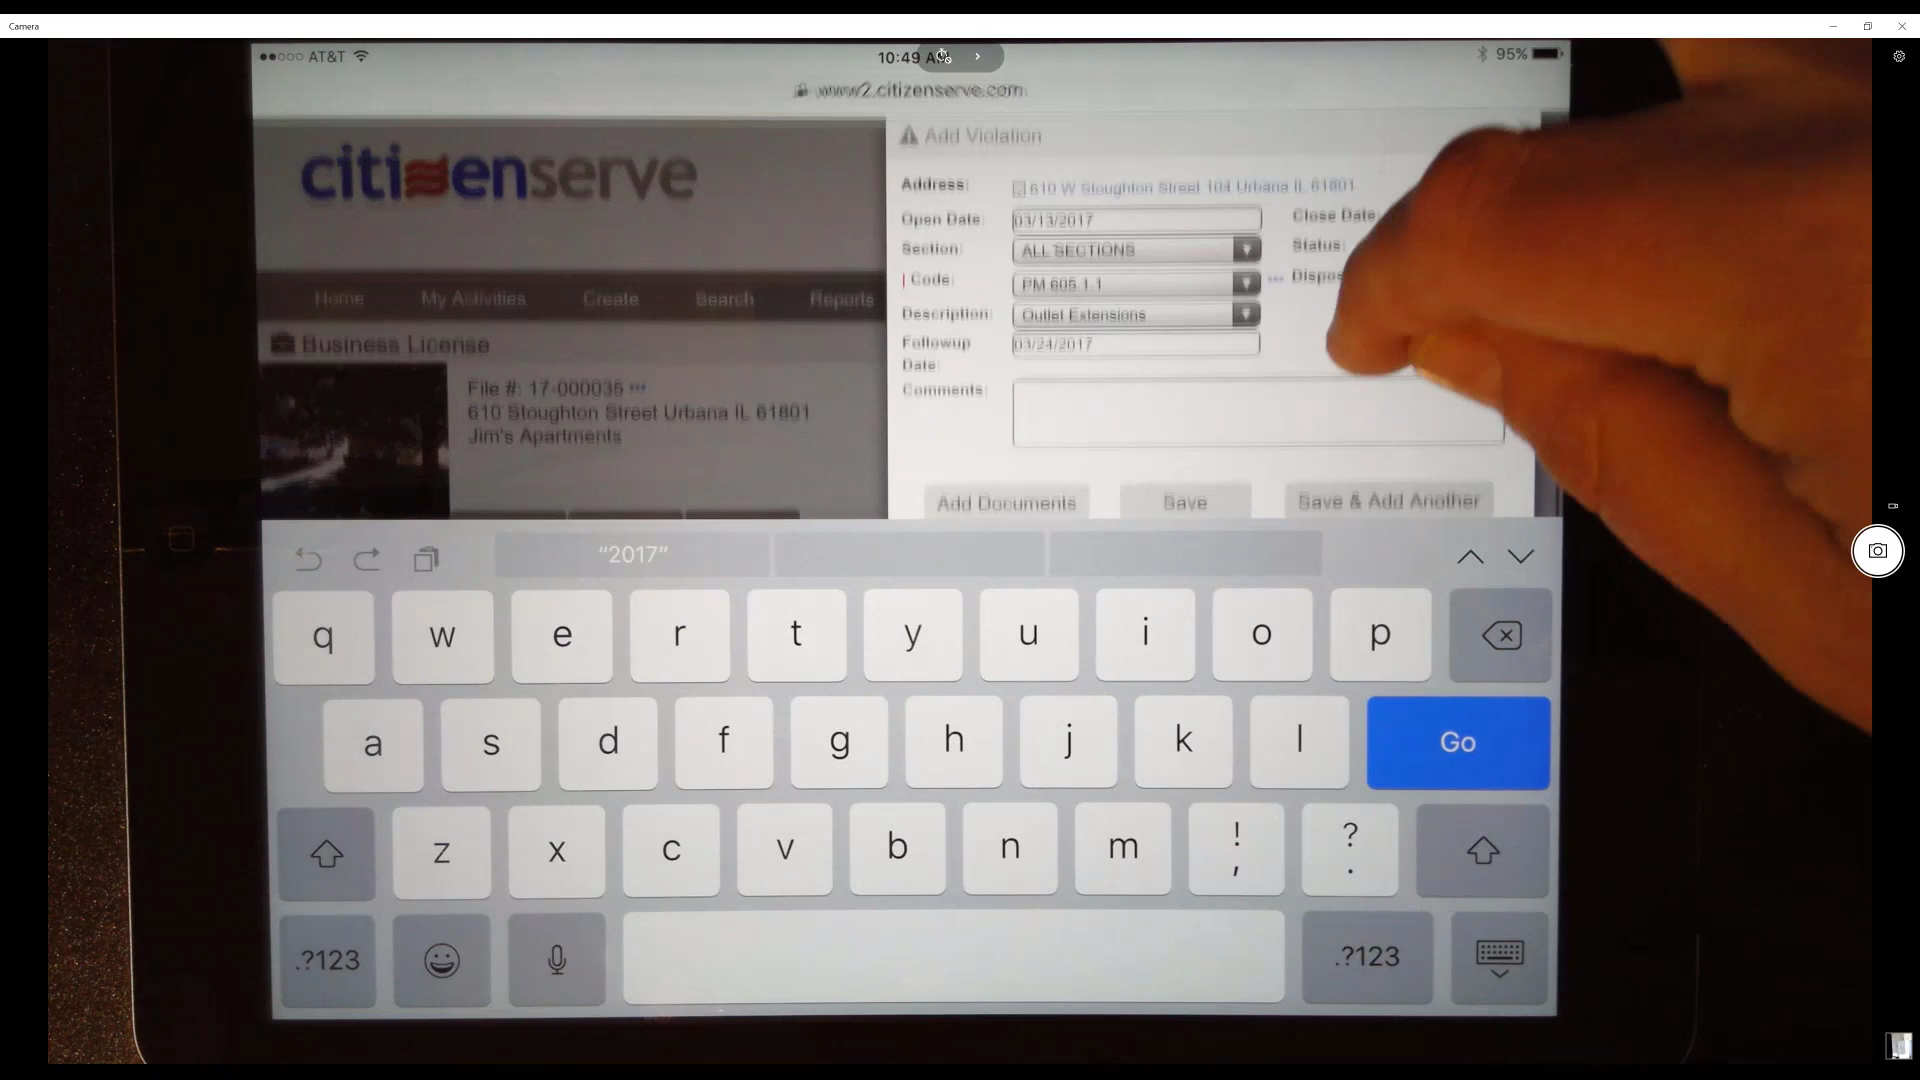 Camera
AT&T
10:49 A
95%
www2.citizenserve.com
citizenserve
Home My Activities Create Search Reports
Business License
File #: 17-000035
610 Stoughton Street Urbana IL 61801
Jim's Apartments
Add Violation
Address: 610 W Stoughton Street 104 Urbana IL 61801
Open Date: 03/13/2017 Close Date:
Section: ALL SECTIONS Status:
Code: PM 605.1.1 Dispos
Description: Outlet Extensions
Followup Date: 03/24/2017
Comments:
Add Documents Save Save & Add Another
“2017”
q w e r t y u i o p
a s d f g h j k l Go
z x c v b n m ! , ? .
.?123 .?123